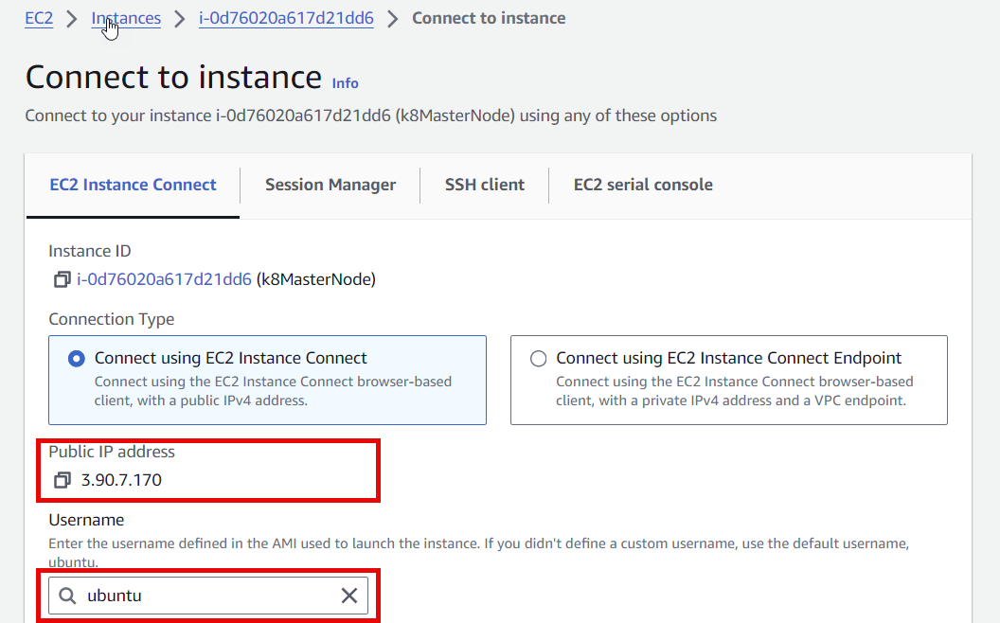 EC2 > Instances > i-0d76020a617d21dd6 > Connect to instance
Connect to instance Info
Connect to your instance i-0d76020a617d21dd6 (k8MasterNode) using any of these options
EC2 Instance Connect Session Manager SSH client EC2 serial console
Instance ID
i-0d76020a617d21dd6 (k8MasterNode)
Connection Type
Connect using EC2 Instance Connect
Connect using the EC2 Instance Connect browser-based
client, with a public IPv4 address.
Connect using EC2 Instance Connect Endpoint
Connect using the EC2 Instance Connect browser-based
client, with a private IPv4 address and a VPC endpoint.
Public IP address
3.90.7.170
Username
Enter the username defined in the AMI used to launch the instance. If you didn't define a custom username, use the default username,
ubuntu.
ubuntu